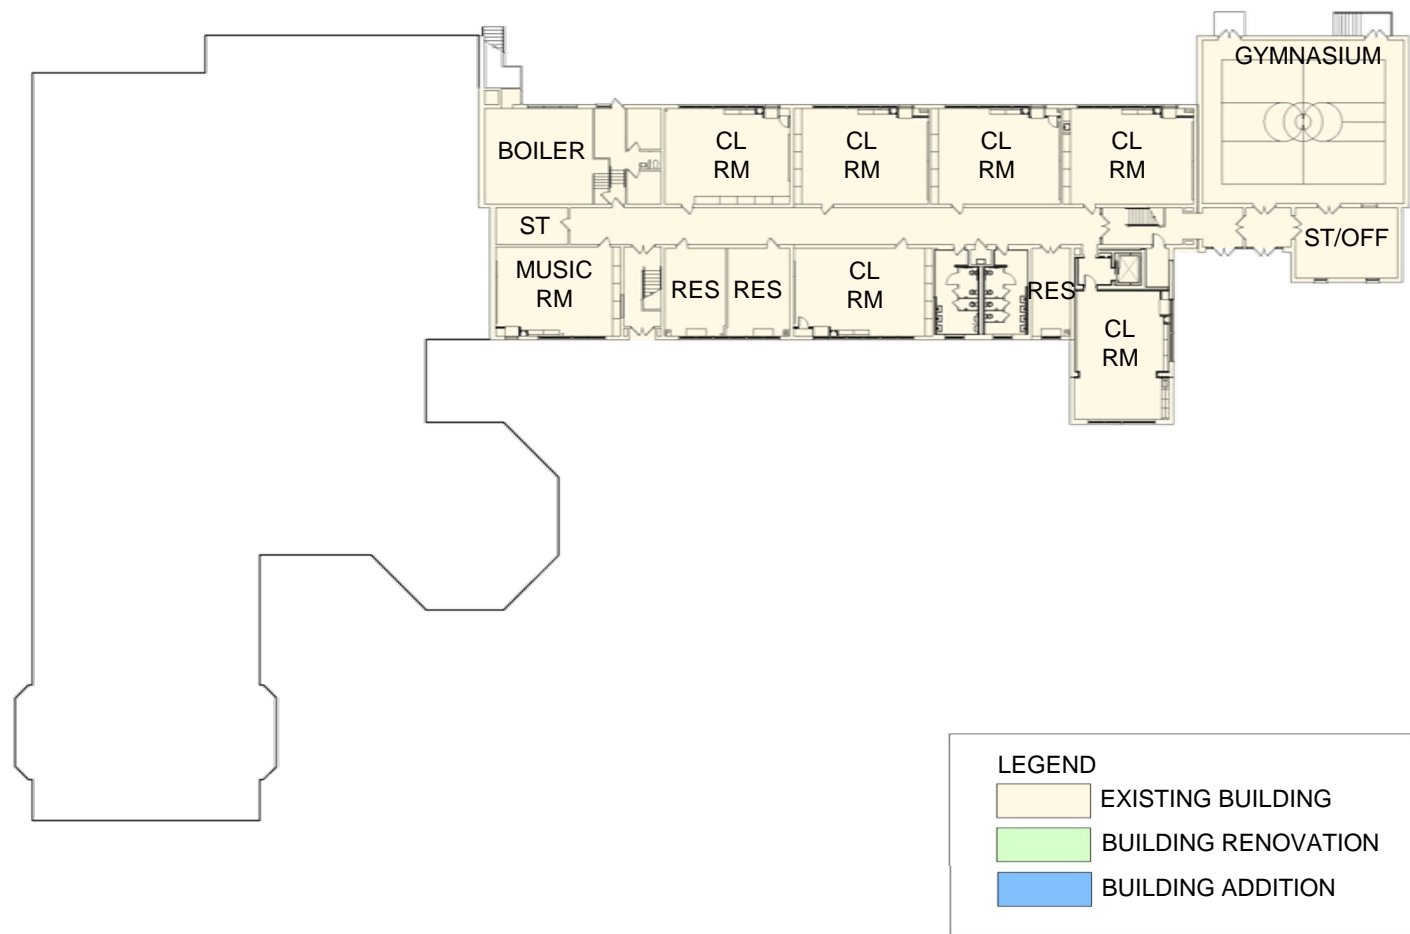 GYMNASIUM
BOILER
CL
RM
CL
RM
CL
RM
CL
RM
ST
ST/OFF
MUSIC
RM
RES
RES
CL
RM
RES
CL
RM
LEGEND
EXISTING BUILDING
BUILDING RENOVATION
BUILDING ADDITION